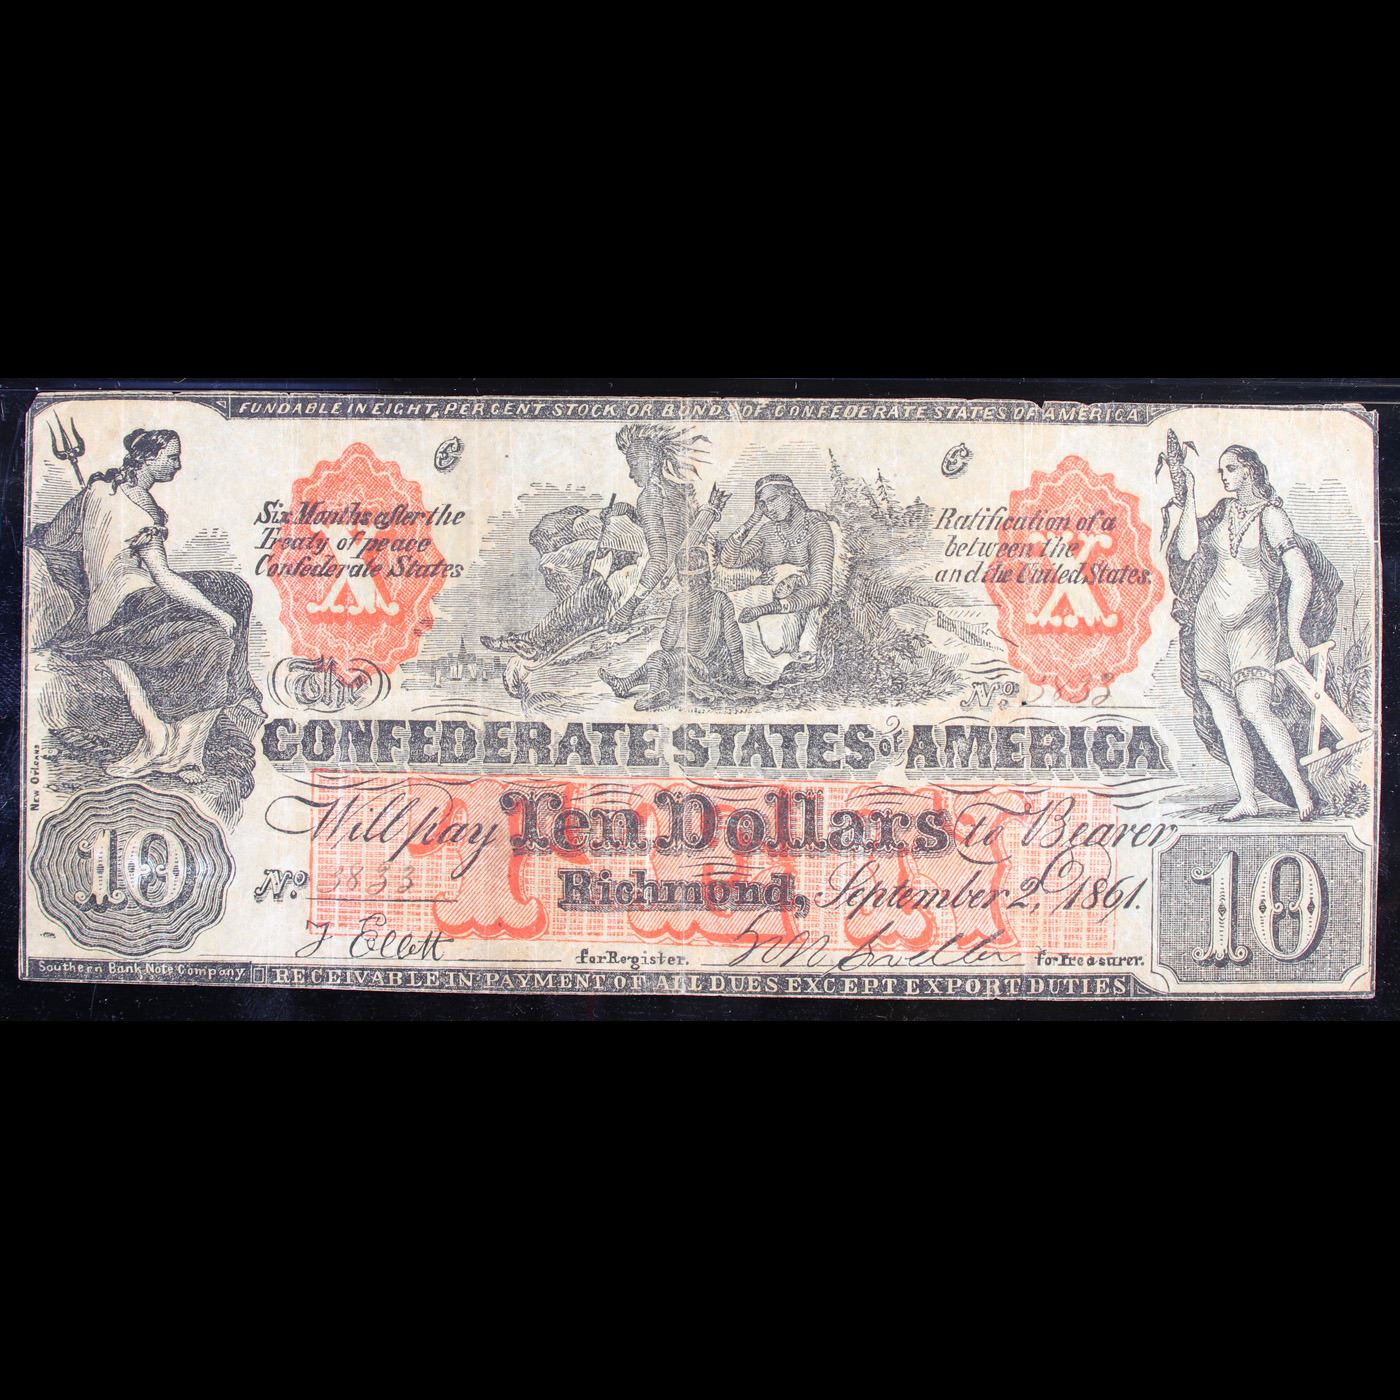 FUNDABLE IN EIGHT, PER CENT STOCK OR BONDS OF CONFEDERATE STATES OF AMERICA
C C
Six Months after the Ratification of a
Treaty of peace between the
Confederate States and the United States.
X X
The No.
CONFEDERATE STATES of AMERICA
Will pay Ten Dollars to Bearer
TEN
No. 3833 Richmond, September 2, 1861.
10 10
J Ellett for Register. for Treasurer.
New Orleans
Southern Bank Note Company
RECEIVABLE IN PAYMENT OF ALL DUES EXCEPT EXPORT DUTIES
X